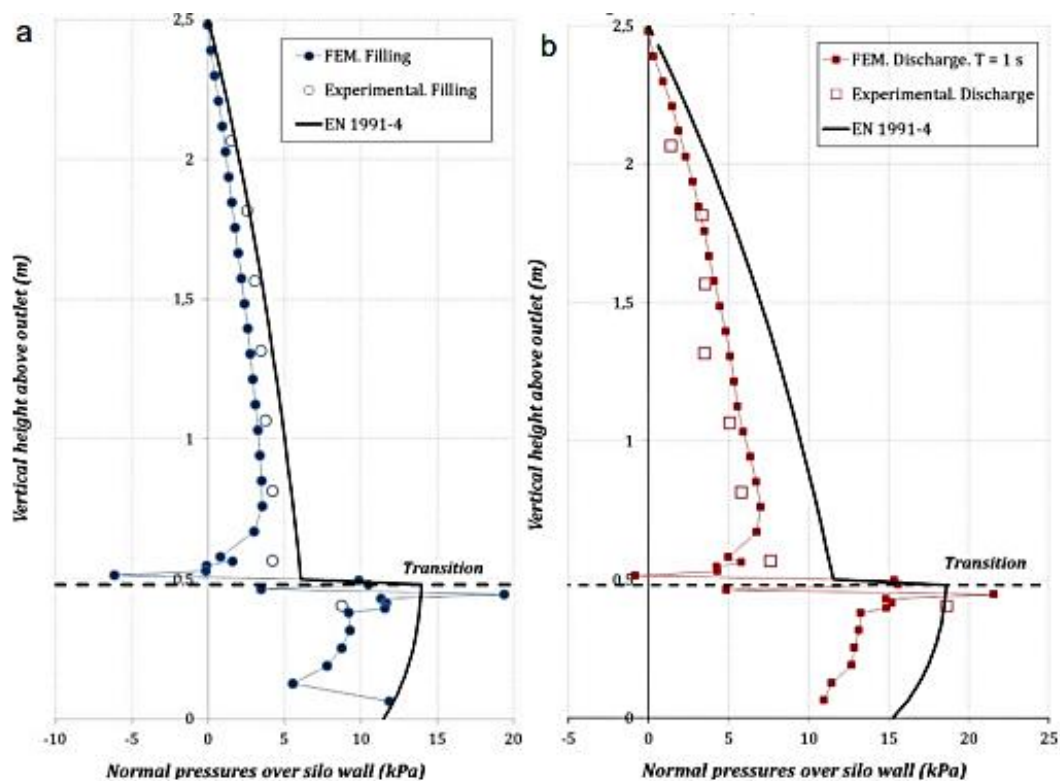 a
2,5
FEM. Filling
Experimental. Filling
EN 1991-4
2
1,5
1
0,5
0
Transition
Vertical height above outlet (m)
-10
-5
0
5
10
15
20
Normal pressures over silo wall (kPa)
b
2,5
FEM. Discharge. T = 1 s
Experimental. Discharge
EN 1991-4
2
1,5
1
0,5
0
Transition
Vertical height above outlet (m)
-5
0
5
10
15
20
25
Normal pressures over silo wall (kPa)